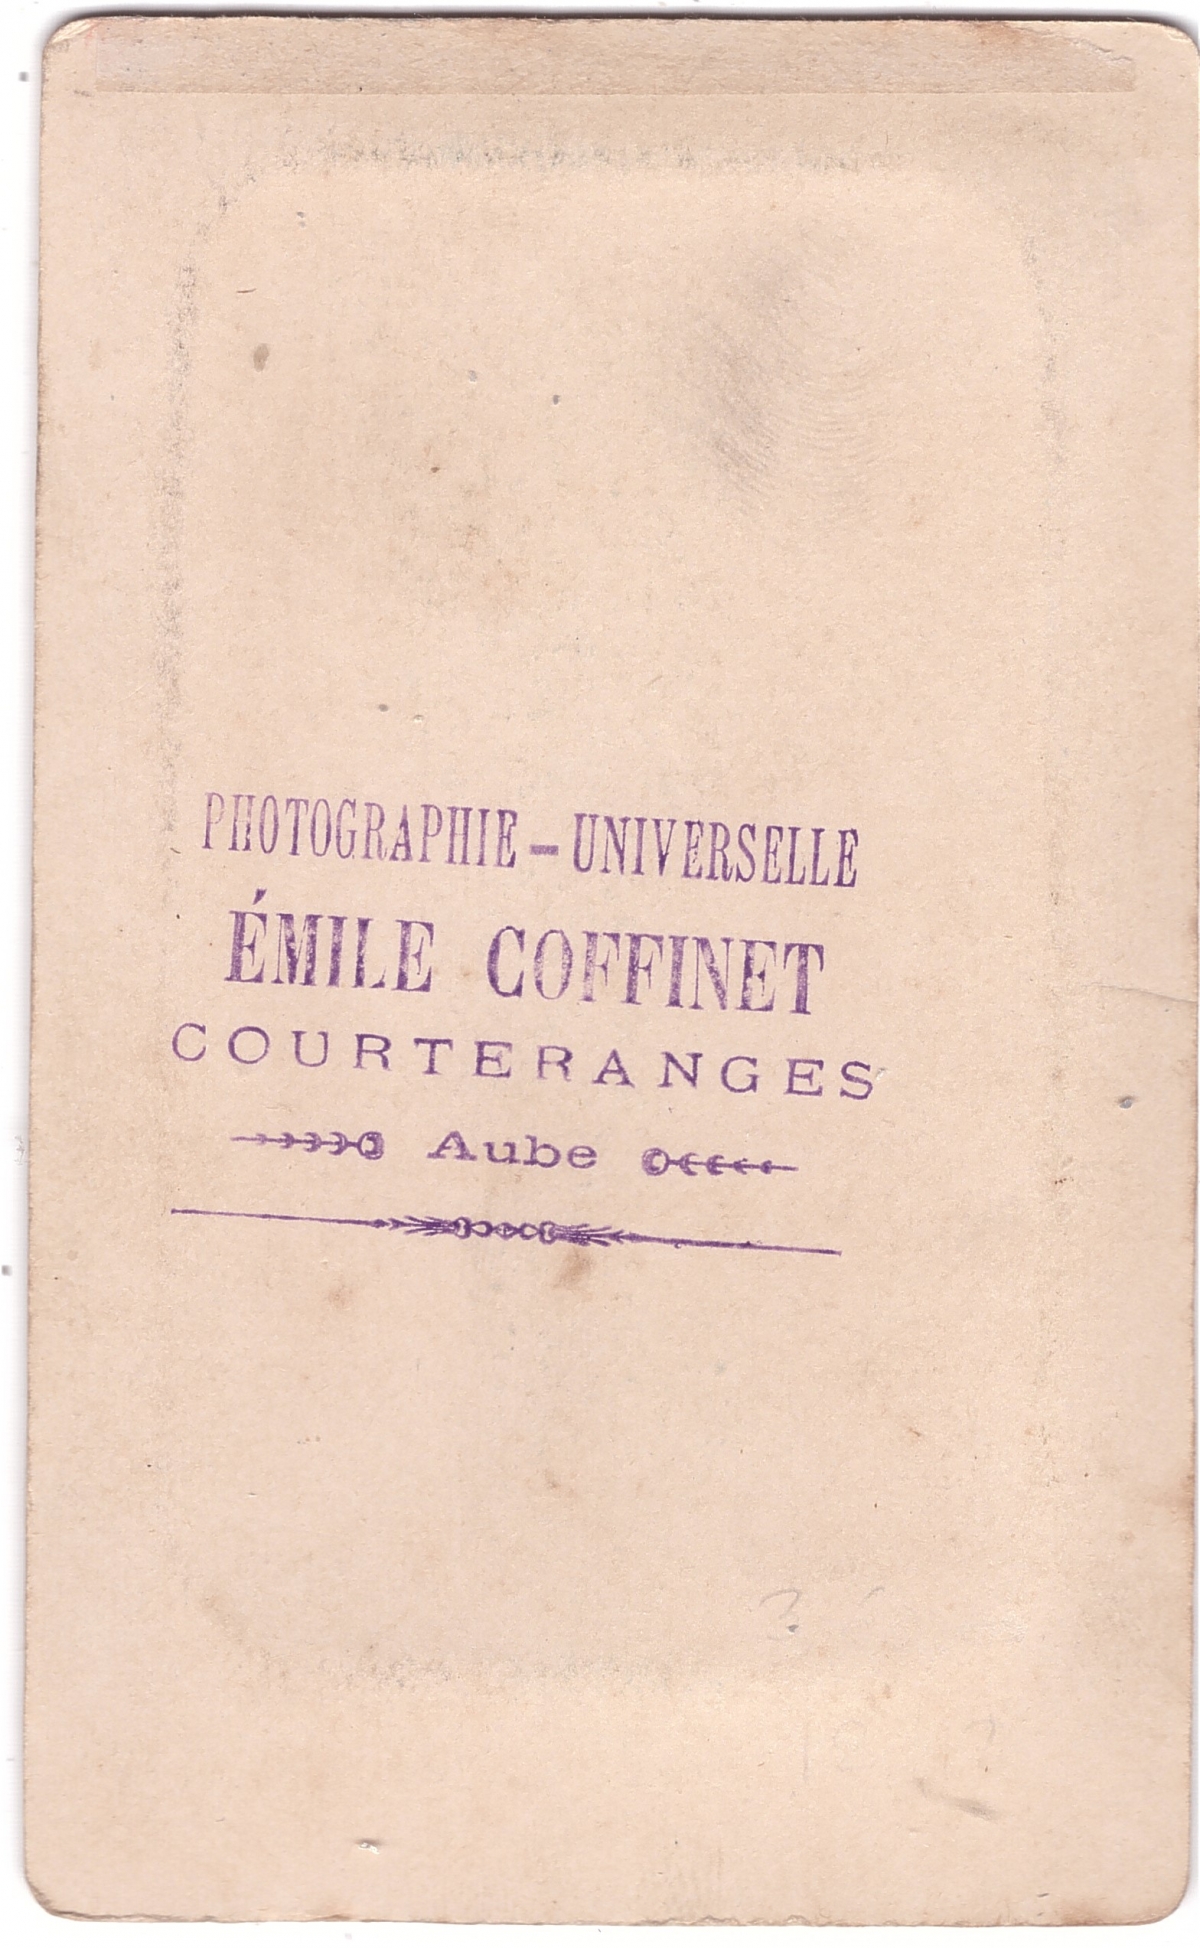 PHOTOGRAPHIE - UNIVERSELLE
ÉMILE COFFINET
COURTERANGES
Aube